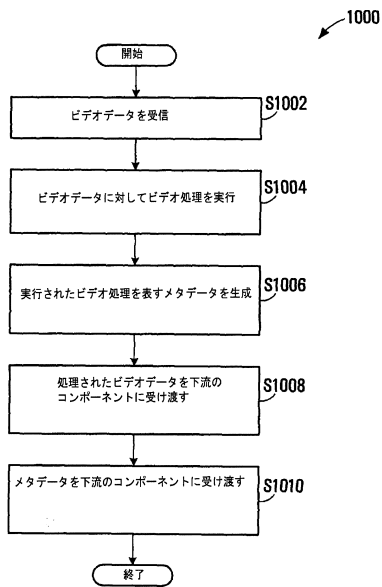 1000
開始
ビデオデータを受信
S1002
ビデオデータに対してビデオ処理を実行
S1004
実行されたビデオ処理を表すメタデータを生成
S1006
処理されたビデオデータを下流の
コンポーネントに受け渡す
S1008
メタデータを下流のコンポーネントに受け渡す
S1010
終了